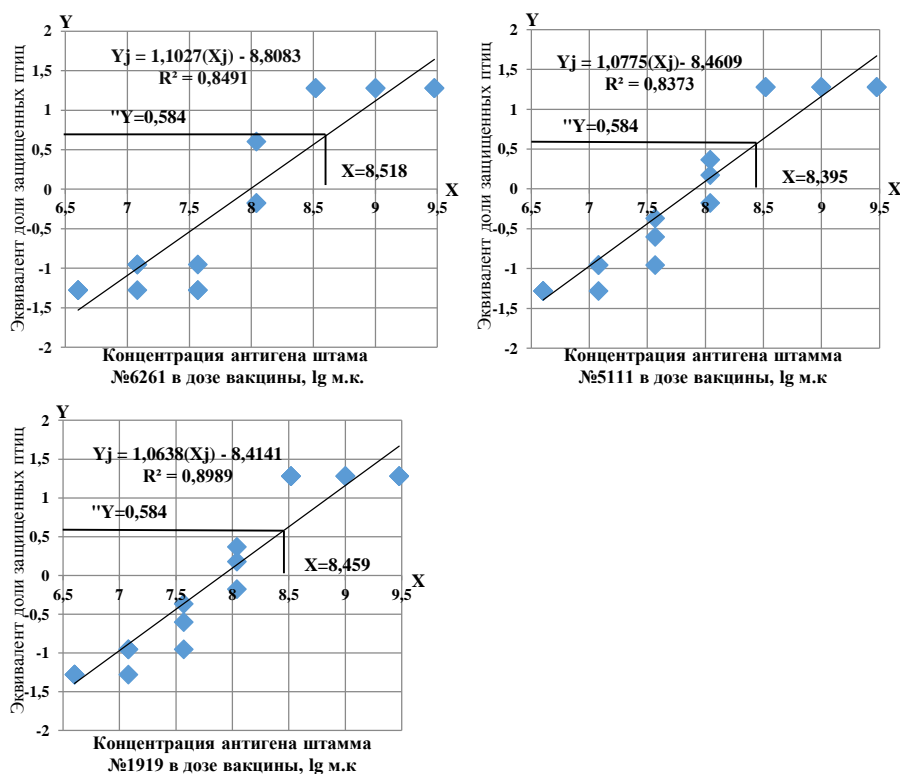 Y
Yj = 1,1027(Xj) - 8,8083
R² = 0,8491
"Y=0,584
X=8,518
X
2
1,5
1
0,5
0
-0,5
-1
-1,5
-2
6,5 7 7,5 8 8,5 9 9,5
Эквивалент доли защищенных птиц
Концентрация антигена штама
№6261 в дозе вакцины, lg м.к.
Y
Yj = 1,0775(Xj)- 8,4609
R² = 0,8373
"Y=0,584
X=8,395
X
2
1,5
1
0,5
0
-0,5
-1
-1,5
-2
6,5 7 7,5 8 8,5 9 9,5
Эквивалент доли защищенных птиц
Концентрация антигена штамма
№5111 в дозе вакцины, lg м.к
Y
Yj = 1,0638(Xj) - 8,4141
R² = 0,8989
"Y=0,584
X=8,459
X
2
1,5
1
0,5
0
-0,5
-1
-1,5
-2
6,5 7 7,5 8 8,5 9 9,5
Эквивалент доли защищенных птиц
Концентрация антигена штамма
№1919 в дозе вакцины, lg м.к